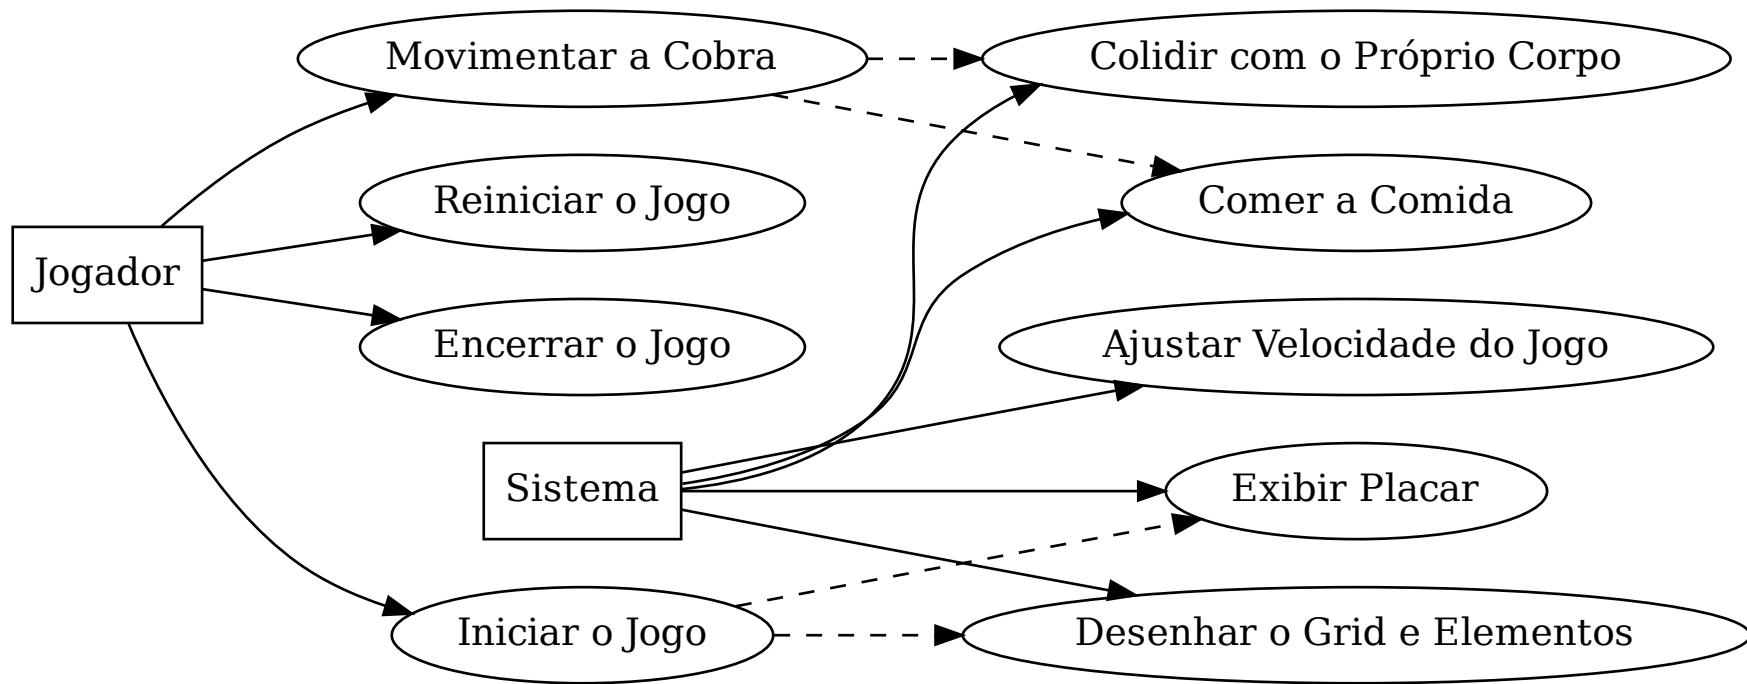 Movimentar a Cobra
Colidir com o Próprio Corpo
Reiniciar o Jogo
Comer a Comida
Jogador
Encerrar o Jogo
Ajustar Velocidade do Jogo
Sistema
Exibir Placar
Iniciar o Jogo
Desenhar o Grid e Elementos